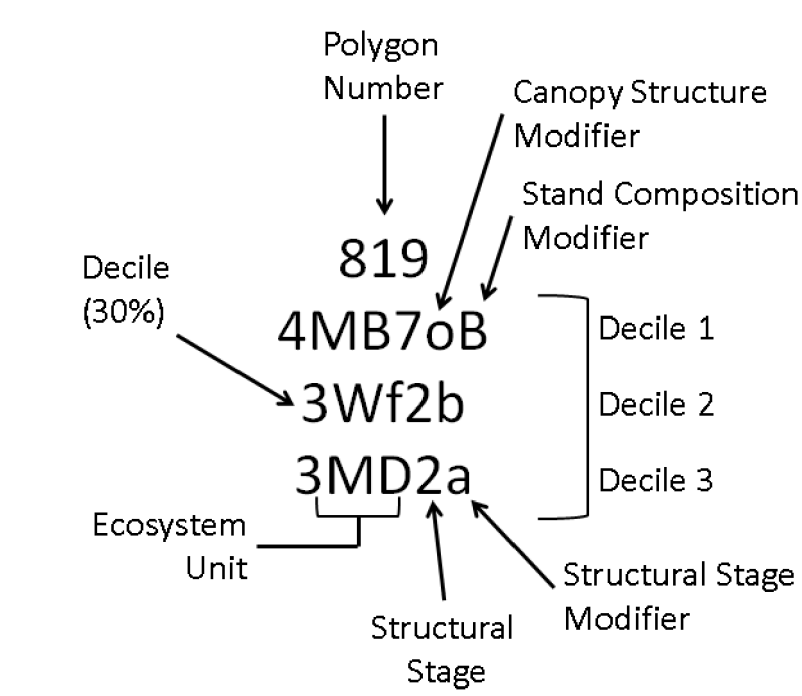 Polygon
Number
Canopy Structure
Modifier
Stand Composition
Modifier
819
Decile
(30%)
4MB7oB
Decile 1
3Wf2b
Decile 2
3MD2a
Decile 3
Ecosystem
Unit
Structural Stage
Modifier
Structural
Stage